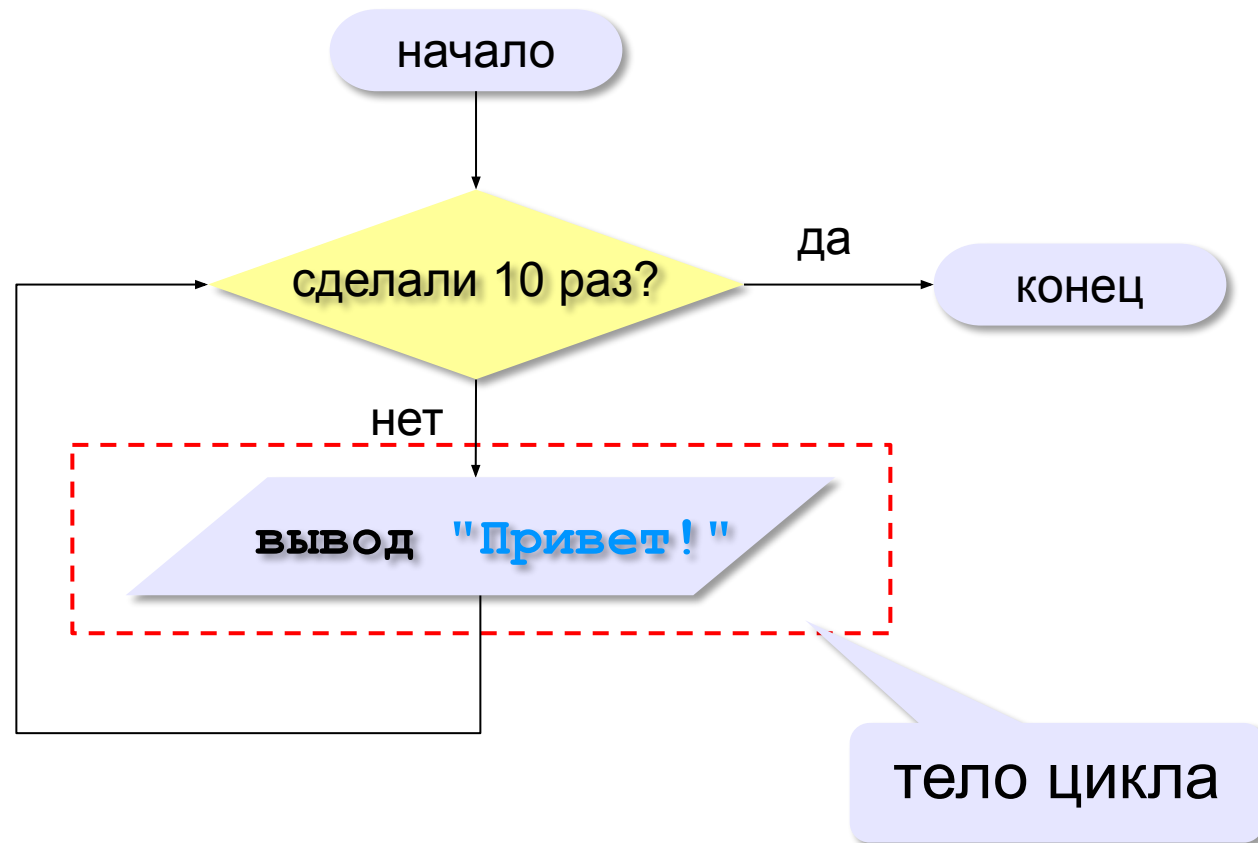 начало
сделали 10 раз?
да
конец
нет
вывод "Привет!"
тело цикла